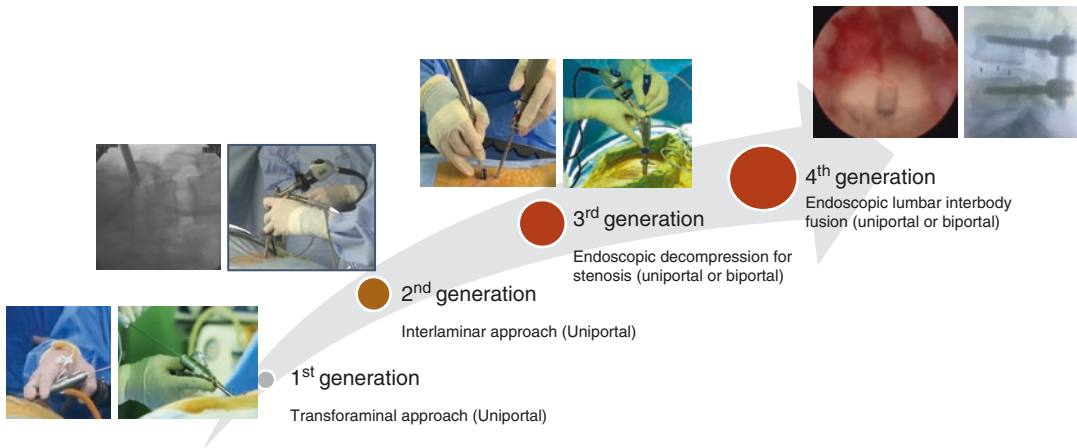 4th generation
Endoscopic lumbar interbody
fusion (uniportal or biportal)
3rd generation
Endoscopic decompression for
stenosis (uniportal or biportal)
2nd generation
Interlaminar approach (Uniportal)
1st generation
Transforaminal approach (Uniportal)